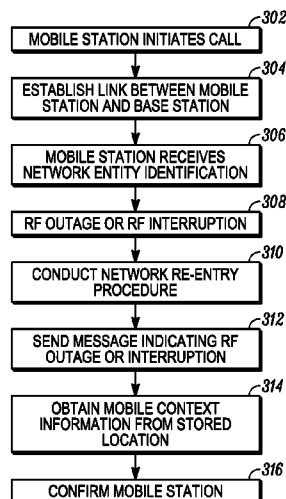 302
MOBILE STATION INITIATES CALL
304
ESTABLISH LINK BETWEEN MOBILE
STATION AND BASE STATION
306
MOBILE STATION RECEIVES
NETWORK ENTITY IDENTIFICATION
308
RF OUTAGE OR RF INTERRUPTION
310
CONDUCT NETWORK RE-ENTRY
PROCEDURE
312
SEND MESSAGE INDICATING RF
OUTAGE OR INTERRUPTION
314
OBTAIN MOBILE CONTEXT
INFORMATION FROM STORED
LOCATION
316
CONFIRM MOBILE STATION